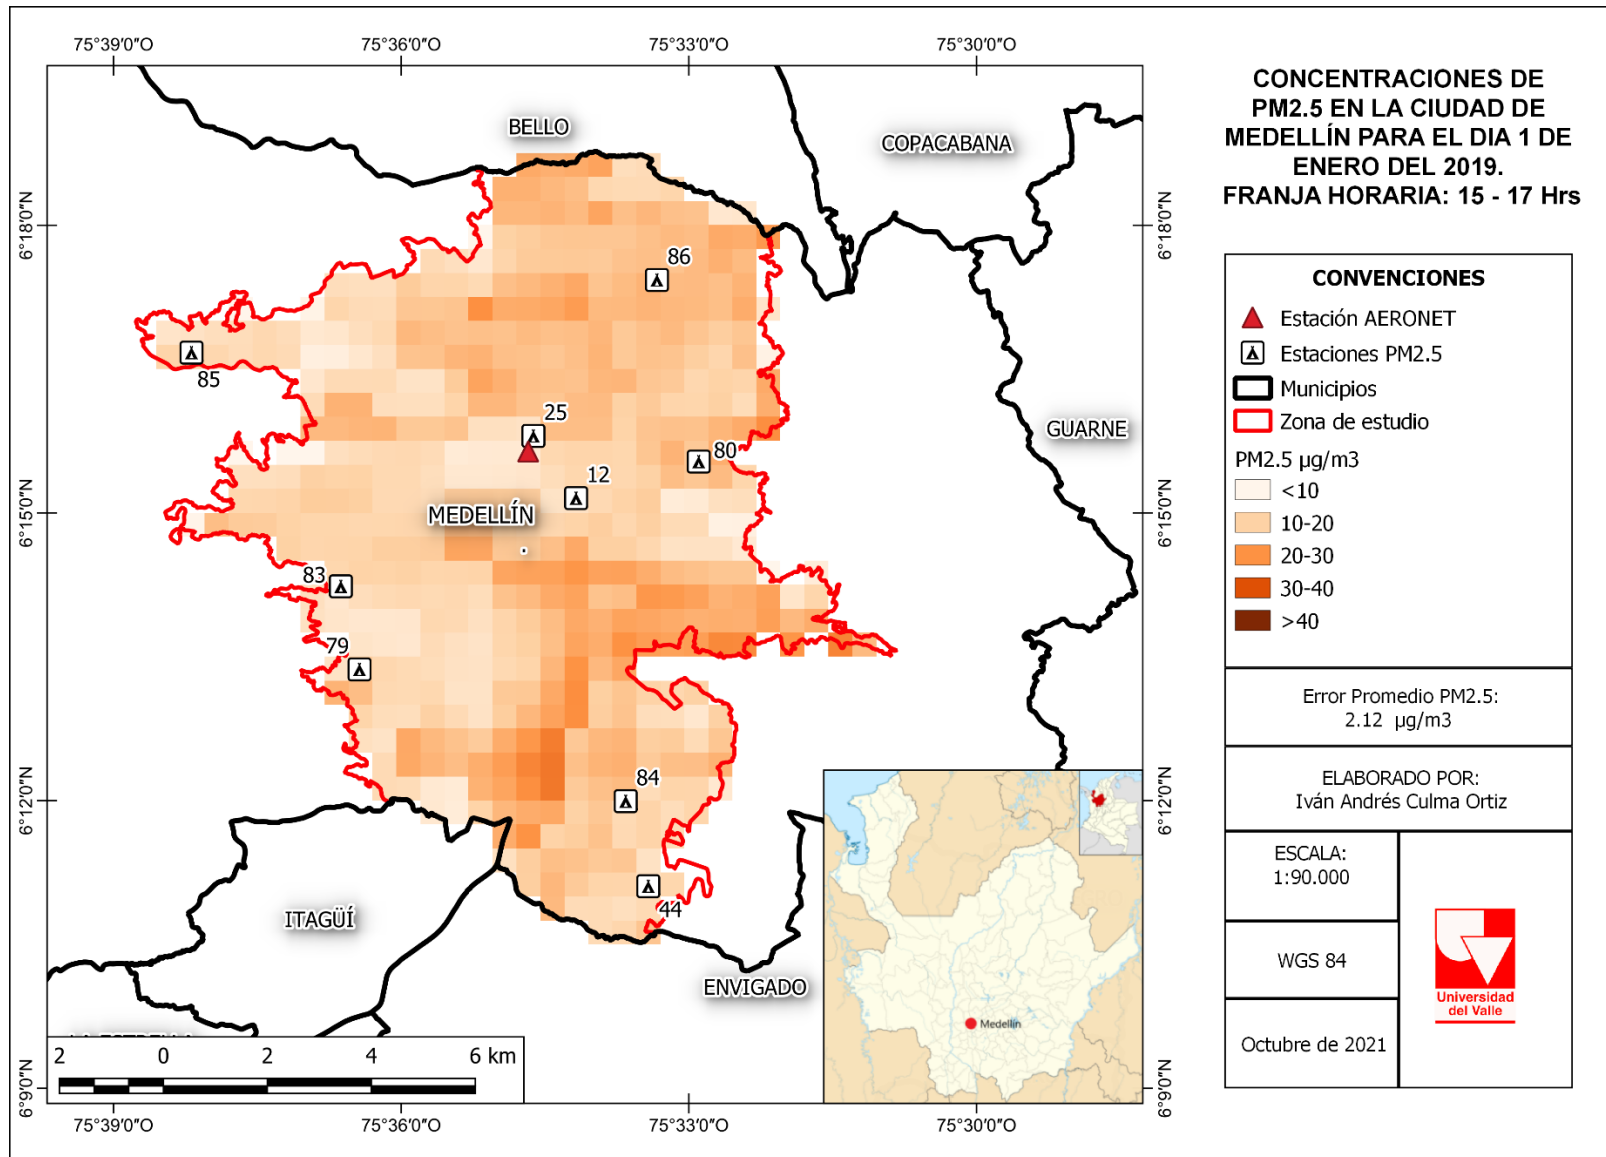 75°39'0"O
75°36'0"O
75°33'0"O
75°30'0"O
6°18'0"N
6°15'0"N
6°12'0"N
6°9'0"N
BELLO
COPACABANA
GUARNE
MEDELLÍN
ITAGÜÍ
ENVIGADO
86
85
25
80
12
83
79
84
44
2 0 2 4 6 km
Medellín
6°18'0"N
6°15'0"N
6°12'0"N
6°9'0"N
75°39'0"O
75°36'0"O
75°33'0"O
75°30'0"O
CONCENTRACIONES DE
PM2.5 EN LA CIUDAD DE
MEDELLÍN PARA EL DIA 1 DE
ENERO DEL 2019.
FRANJA HORARIA: 15 - 17 Hrs
CONVENCIONES
Estación AERONET
Estaciones PM2.5
Municipios
Zona de estudio
PM2.5 µg/m3
<10
10-20
20-30
30-40
>40
Error Promedio PM2.5:
2.12 µg/m3
ELABORADO POR:
Iván Andrés Culma Ortiz
ESCALA:
1:90.000
WGS 84
Octubre de 2021
Universidad
del Valle